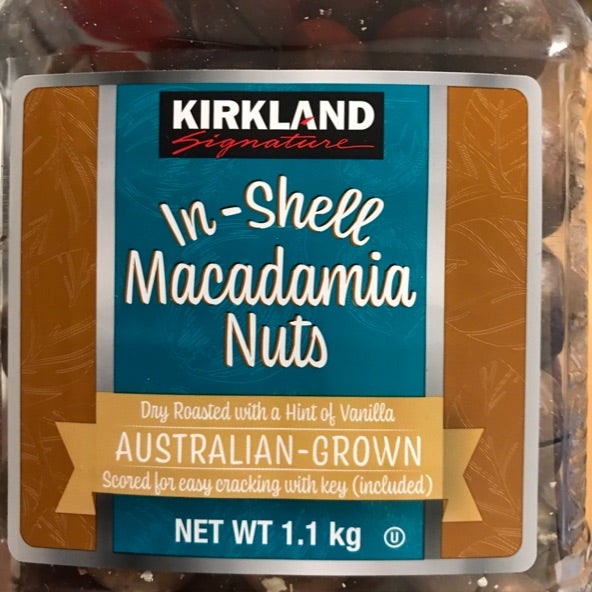 KIRKLAND
Signature
In-Shell
Macadamia
Nuts
Dry Roasted with a Hint of Vanilla
AUSTRALIAN-GROWN
Scored for easy cracking with key (included)
NET WT 1.1 kg Ⓤ